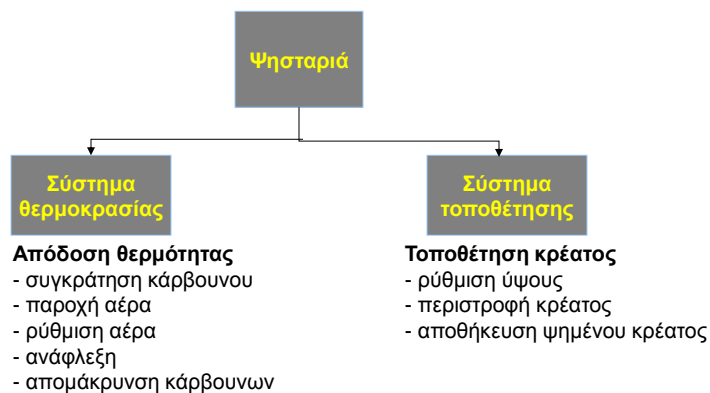 Ψησταριά
Σύστημα
θερμοκρασίας
Σύστημα
τοποθέτησης
Απόδοση θερμότητας
- συγκράτηση κάρβουνου
- παροχή αέρα
- ρύθμιση αέρα
- ανάφλεξη
- απομάκρυνση κάρβουνων
Τοποθέτηση κρέατος
- ρύθμιση ύψους
- περιστροφή κρέατος
- αποθήκευση ψημένου κρέατος